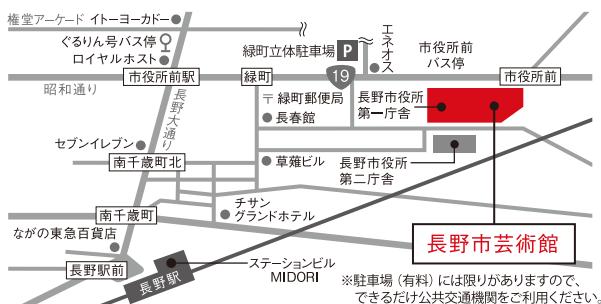 権堂アーケード
イトーヨーカドー
ぐるりん号バス停
ロイヤルホスト
緑町立体駐車場
P
エネオス
市役所前
バス停
市役所前駅
緑町
19
市役所前
昭和通り
長野大通り
〒緑町郵便局
長春館
長野市役所
第一庁舎
セブンイレブン
南千歳町北
草薙ビル
長野市役所
第二庁舎
南千歳町
チサン
グランドホテル
長野市芸術館
ながの東急百貨店
長野駅前
長野駅
ステーションビル
MIDORI
※駐車場（有料）には限りがありますので、
できるだけ公共交通機関をご利用ください。